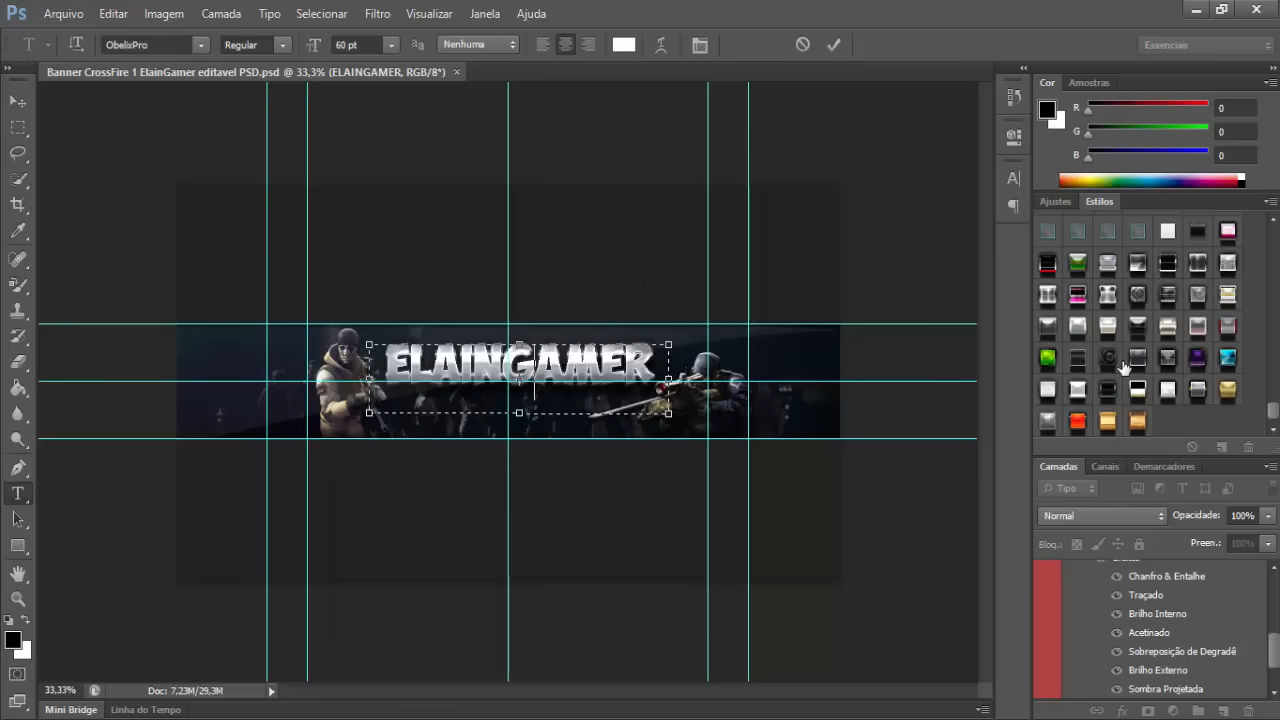 Ps Arquivo Editar Imagem Camada Tipo Selecionar Filtro Visualizar Janela Ajuda
T ObelixPro Regular 60 pt aa Nenhuma Essenciais
Banner CrossFire 1 ElainGamer editavel PSD.psd @ 33,3% (ELAINGAMER, RGB/8*) ×
Cor Amostras
R 0
G 0
B 0
Ajustes Estilos
ELAINGAMER
Camadas Canais Demarcadores
Tipo
Normal Opacidade: 100%
Bloq.: Preen.: 100%
Chanfro & Entalhe
Traçado
Brilho Interno
Acetinado
Sobreposição de Degradê
Brilho Externo
Sombra Projetada
33,33% Doc: 7,23M/29,3M
Mini Bridge Linha do Tempo